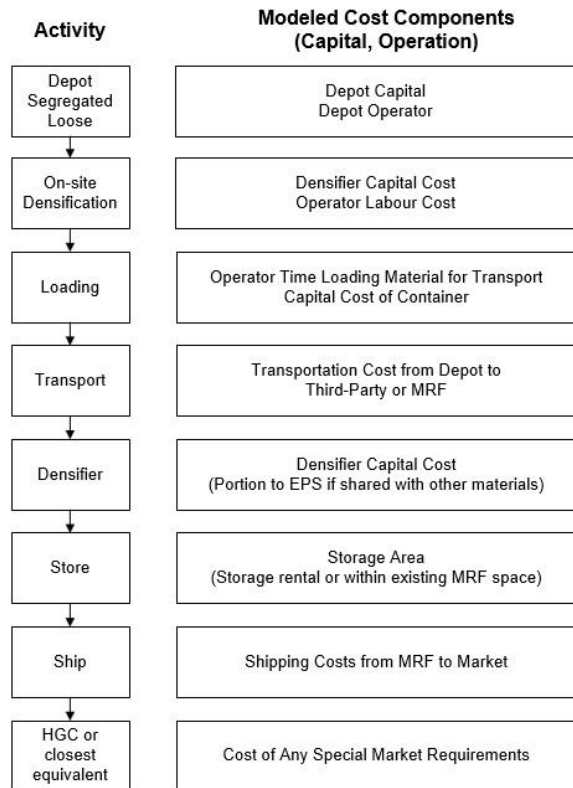 Activity
Modeled Cost Components
(Capital, Operation)
Depot
Segregated
Loose
Depot Capital
Depot Operator
On-site
Densification
Densifier Capital Cost
Operator Labour Cost
Loading
Operator Time Loading Material for Transport
Capital Cost of Container
Transport
Transportation Cost from Depot to
Third-Party or MRF
Densifier
Densifier Capital Cost
(Portion to EPS if shared with other materials)
Store
Storage Area
(Storage rental or within existing MRF space)
Ship
Shipping Costs from MRF to Market
HGC or
closest
equivalent
Cost of Any Special Market Requirements